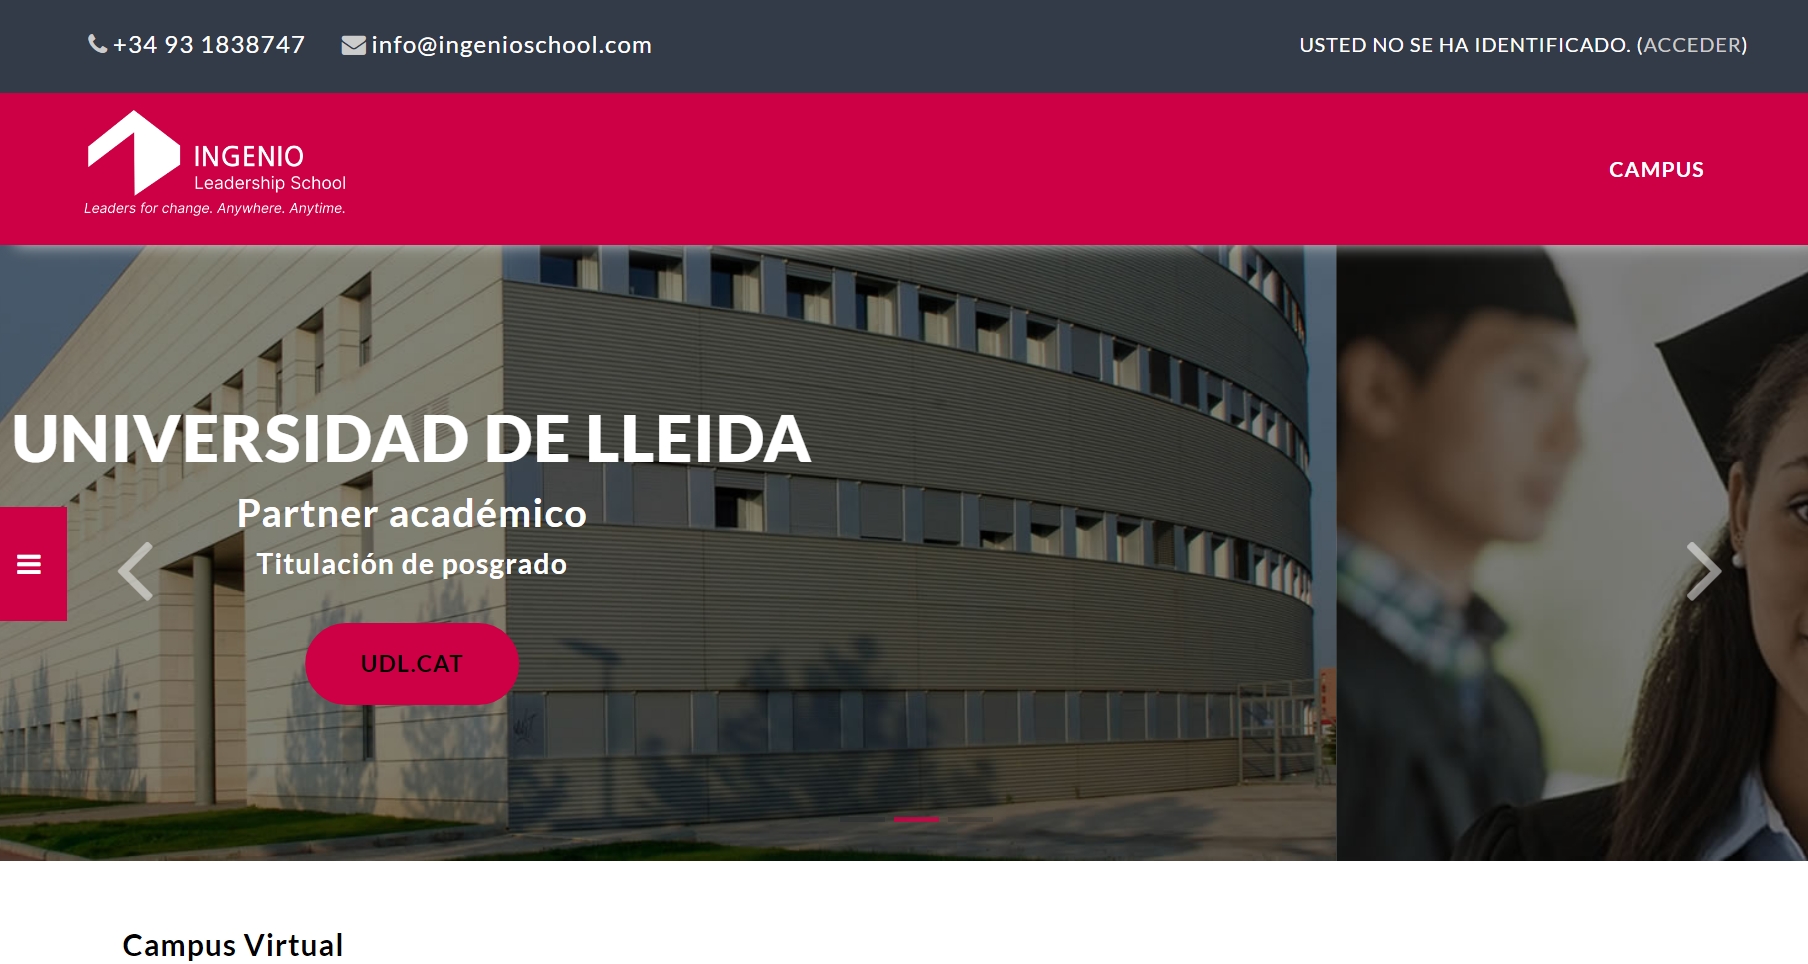 +34 93 1838747 info@ingenioschool.com USTED NO SE HA IDENTIFICADO. (ACCEDER)
INGENIO
Leadership School
Leaders for change. Anywhere. Anytime.
CAMPUS
UNIVERSIDAD DE LLEIDA
Partner académico
Titulación de posgrado
UDL.CAT
Campus Virtual